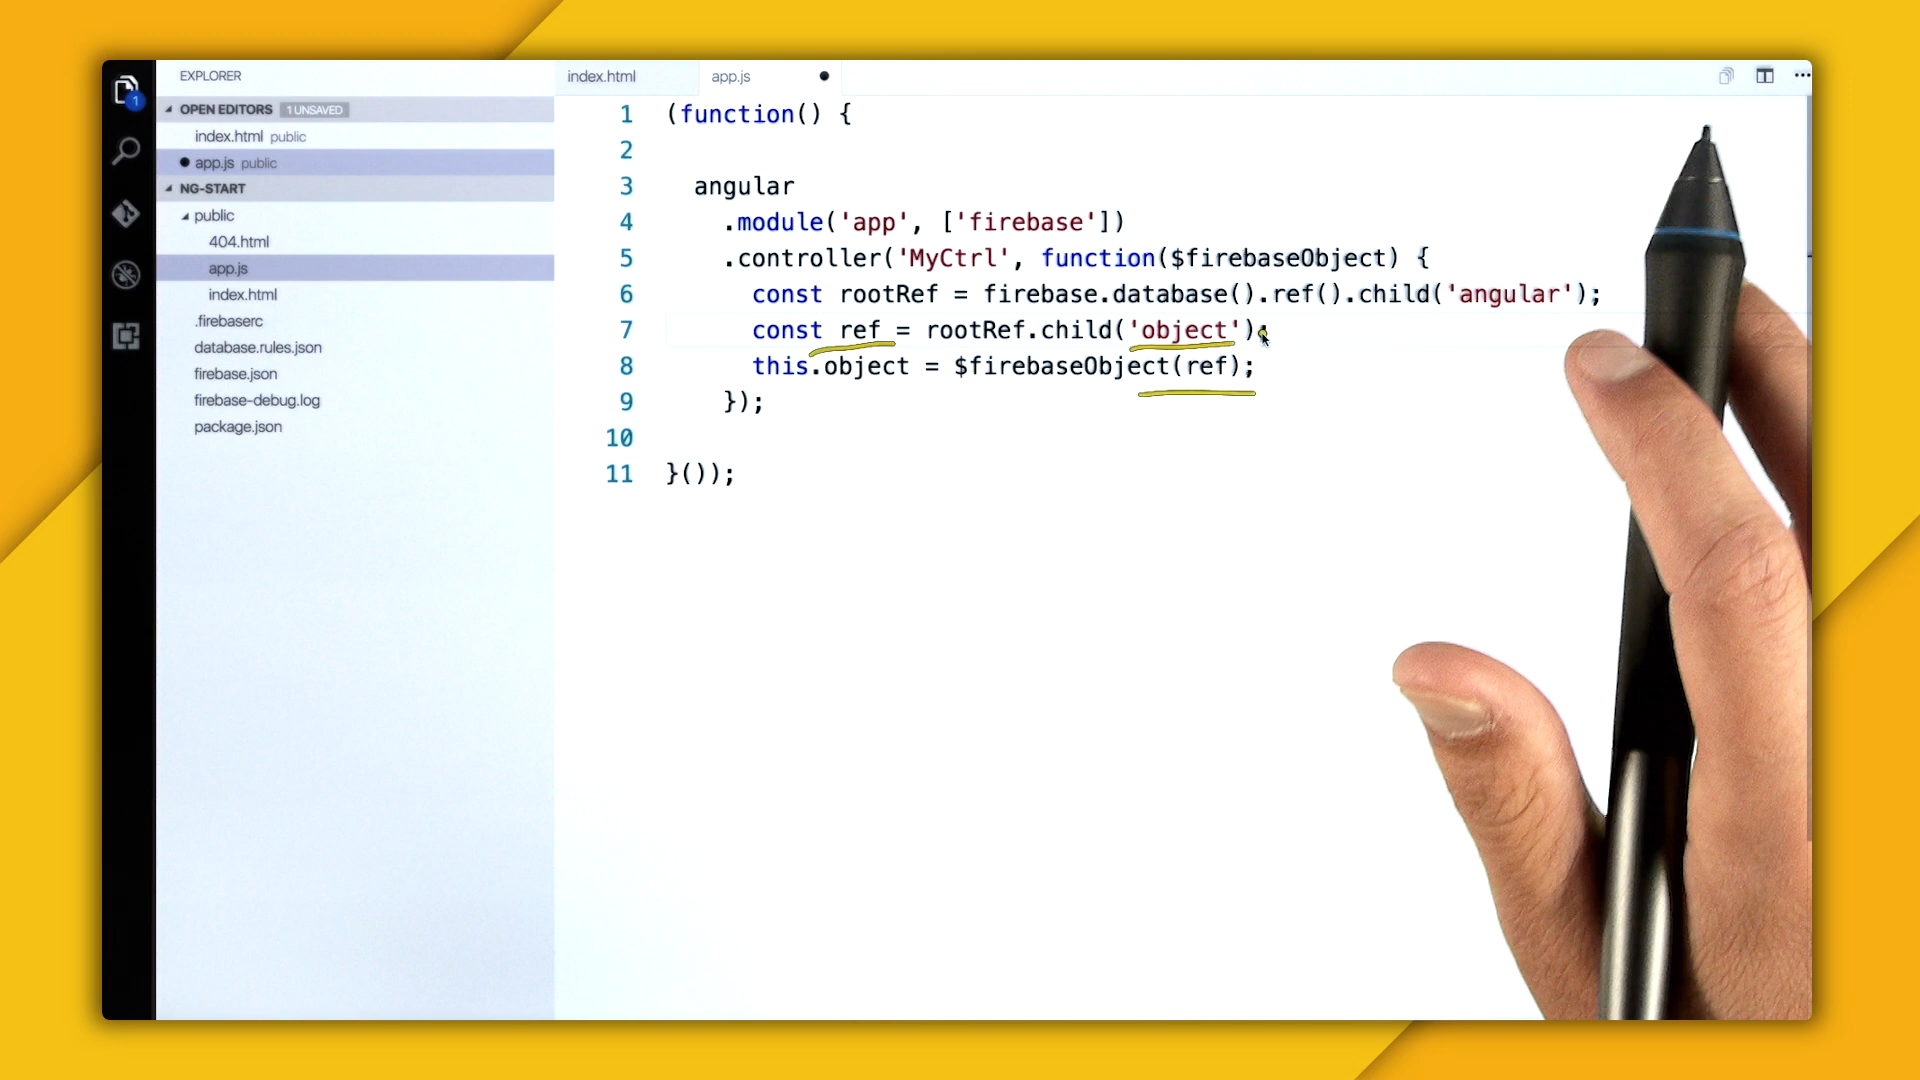 EXPLORER
OPEN EDITORS 1 UNSAVED
index.html public
app.js public
NG-START
public
404.html
app.js
index.html
.firebaserc
database.rules.json
firebase.json
firebase-debug.log
package.json
1
index.html app.js
1 (function() {
2
3 angular
4 .module('app', ['firebase'])
5 .controller('MyCtrl', function($firebaseObject) {
6 const rootRef = firebase.database().ref().child('angular');
7 const ref = rootRef.child('object');
8 this.object = $firebaseObject(ref);
9 });
10
11 }());